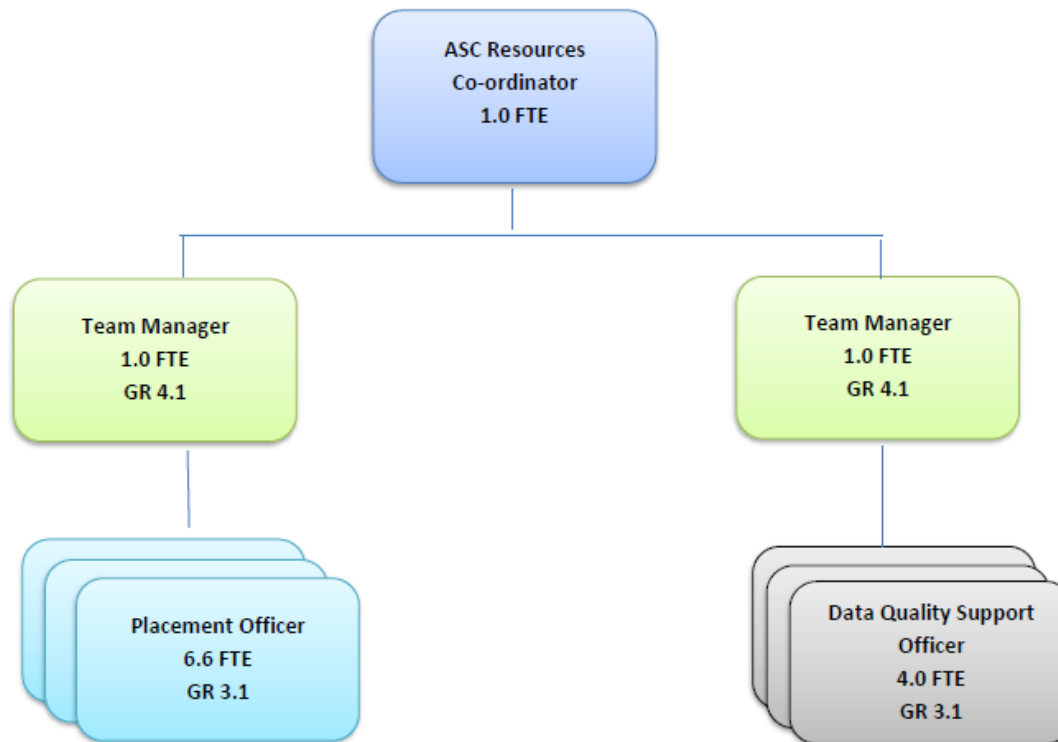 ASC Resources
Co-ordinator
1.0 FTE
Team Manager
1.0 FTE
GR 4.1
Team Manager
1.0 FTE
GR 4.1
Placement Officer
6.6 FTE
GR 3.1
Data Quality Support
Officer
4.0 FTE
GR 3.1